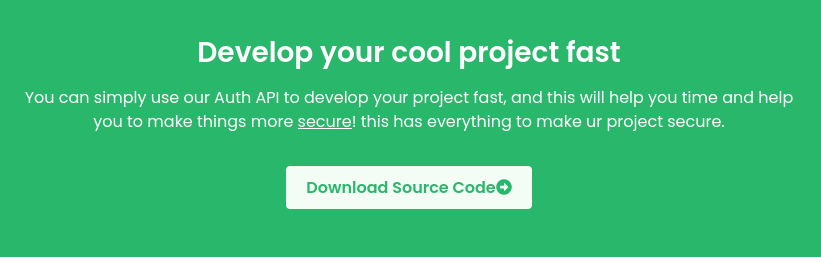 Develop your cool project fast
You can simply use our Auth API to develop your project fast, and this will help you time and help
you to make things more secure! this has everything to make ur project secure.
Download Source Code